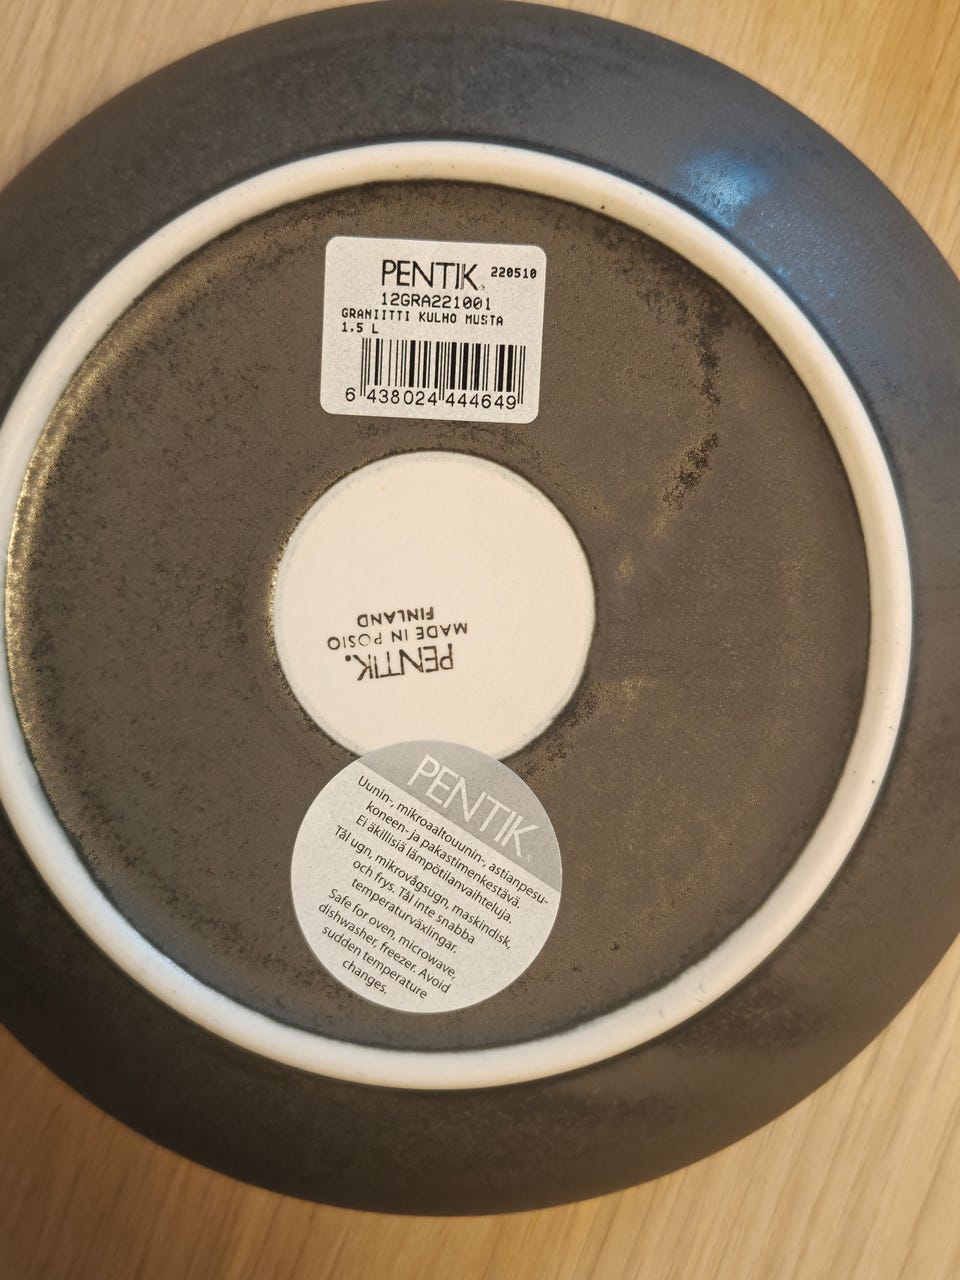 PENTIK® 220510
12GRA221001
GRANIITTI KULHO MUSTA
1,5 L
6 438024 444649
PENTIK.
MADE IN POSIO
FINLAND
PENTIK®
Uunin-, mikroaaltouunin-, astianpesu-
koneen- ja pakastimenkestävä.
Ei äkillisiä lämpötilanvaihteluja.
Tål ugn, mikrovågsugn, maskindisk
och frys. Tål inte snabba
temperaturväxlingar.
Safe for oven, microwave,
dishwasher, freezer. Avoid
sudden temperature
changes.